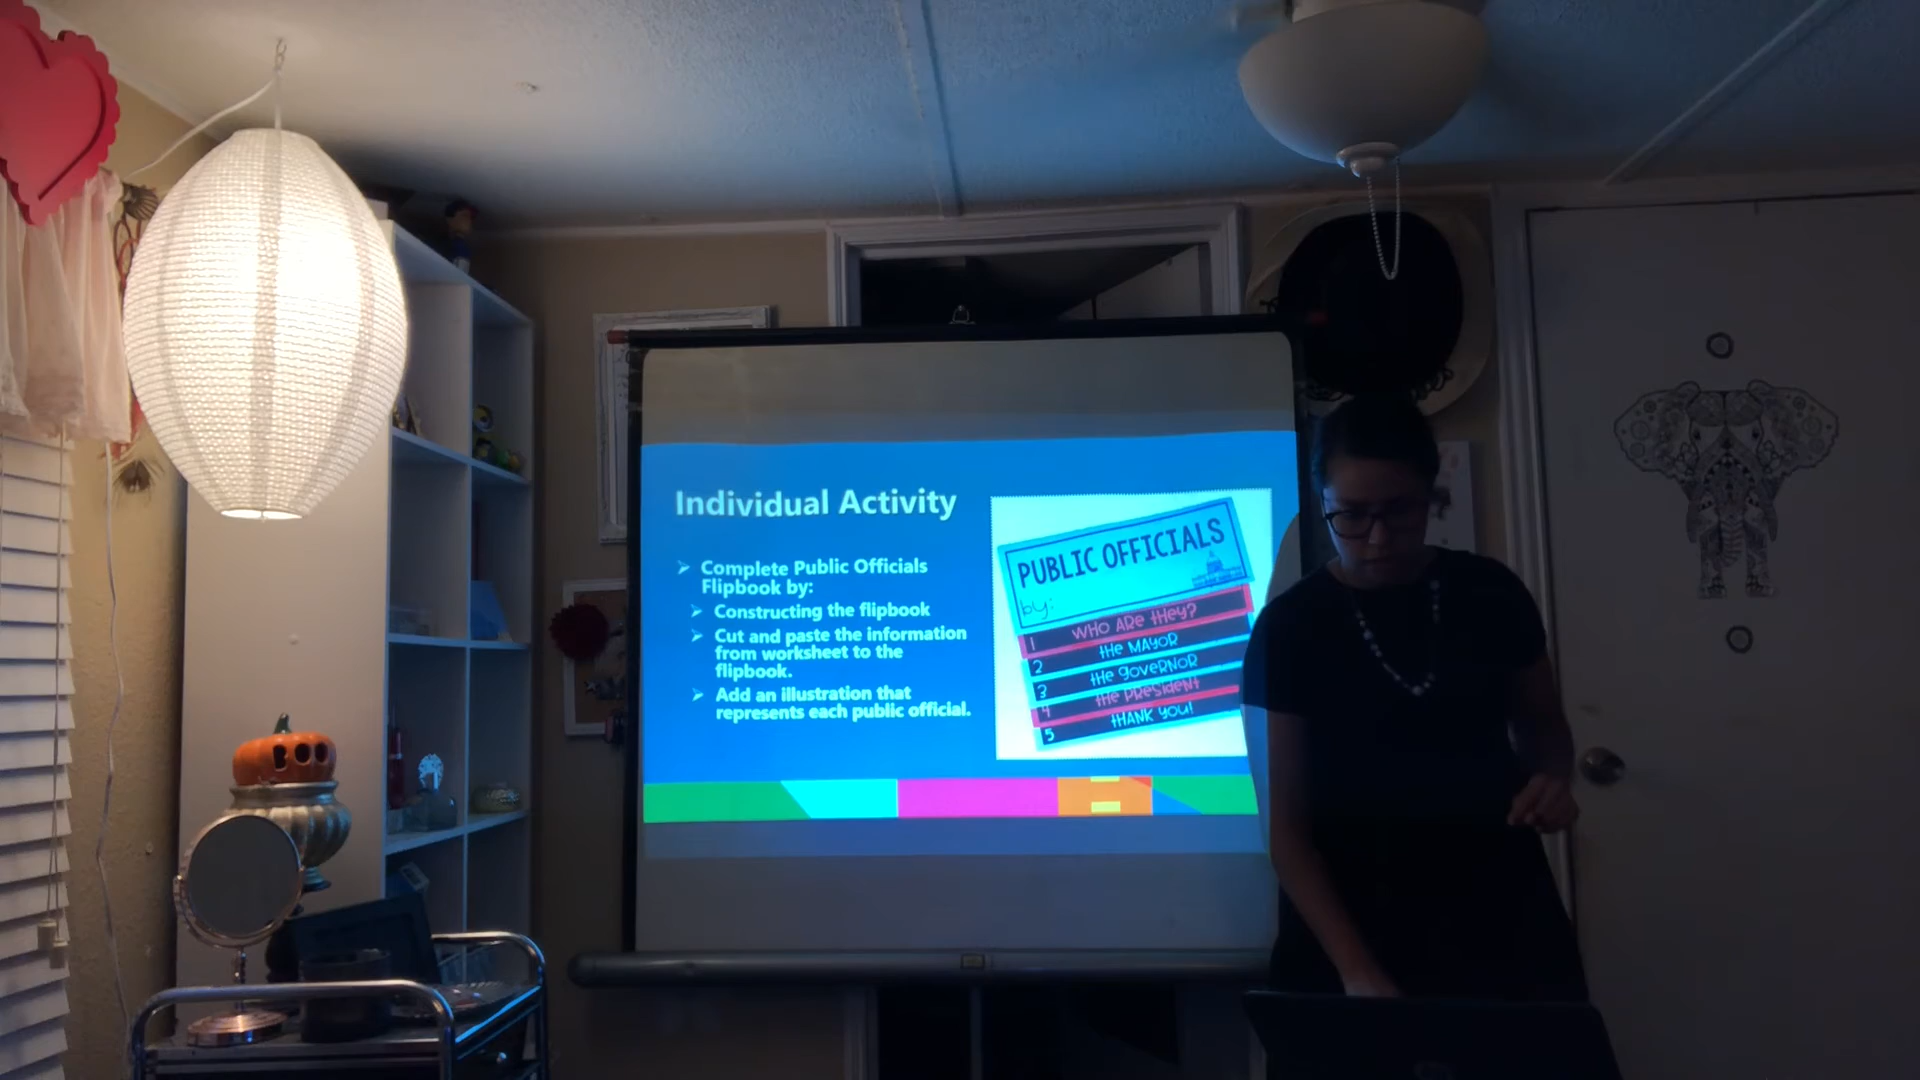 Individual Activity
Complete Public Officials
Flipbook by:
Constructing the flipbook
Cut and paste the information
from worksheet to the
flipbook.
Add an illustration that
represents each public official.
PUBLIC OFFICIALS
by:
1 WHO ARE tHEY?
2 tHE MAYOR
3 tHE gOVERNOR
4 tHE PRESIDENt
5 tHANK YOU!
BOO